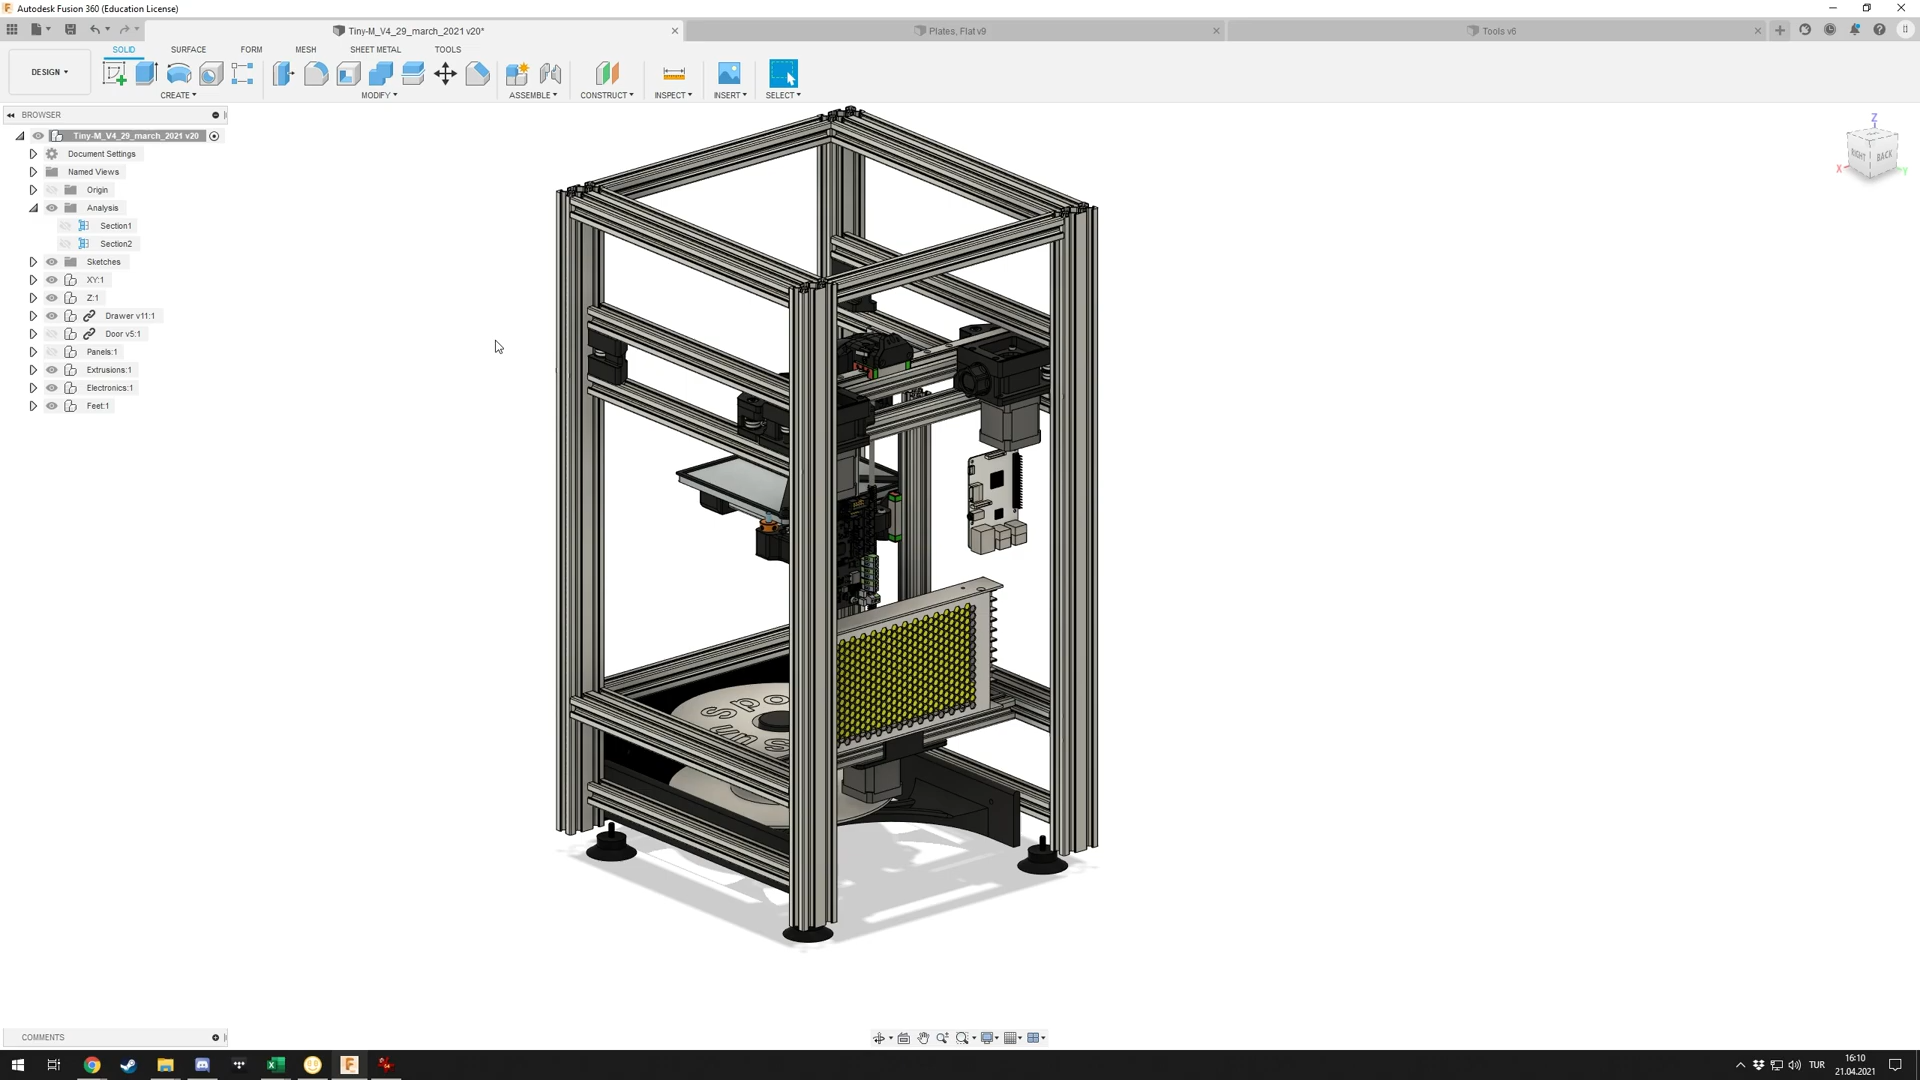 Autodesk Fusion 360 (Education License)
Tiny-M_V4_29_march_2021 v20*
Plates, Flat v9
Tools v6
SOLID
SURFACE
FORM
MESH
SHEET METAL
TOOLS
DESIGN
CREATE
MODIFY
ASSEMBLE
CONSTRUCT
INSPECT
INSERT
SELECT
BROWSER
Tiny-M_V4_29_march_2021 v20
Document Settings
Named Views
Origin
Analysis
Section1
Section2
Sketches
XY:1
Z:1
Drawer v11:1
Door v5:1
Panels:1
Extrusions:1
Electronics:1
Feet:1
Z
RIGHT
BACK
X
Y
COMMENTS
TUR
16:10
21.04.2021